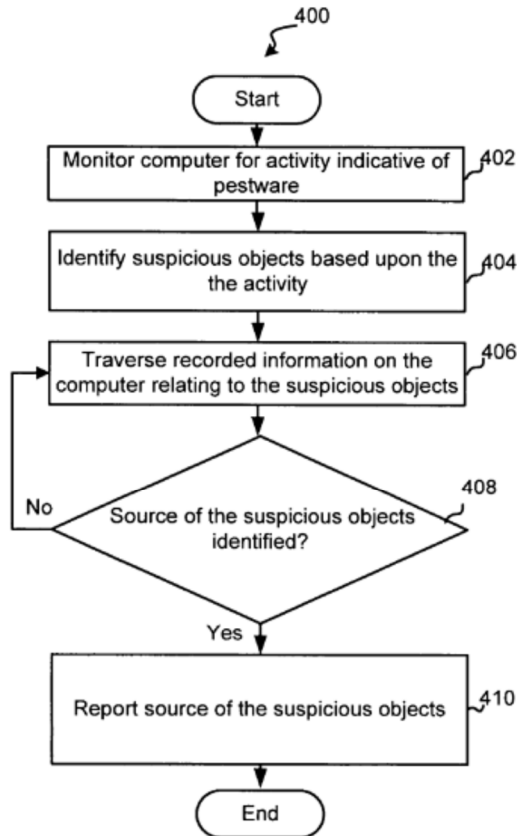 400
Start
Monitor computer for activity indicative of
pestware
402
Identify suspicious objects based upon the
the activity
404
Traverse recorded information on the
computer relating to the suspicious objects
406
408
No
Source of the suspicious objects
identified?
Yes
Report source of the suspicious objects
410
End